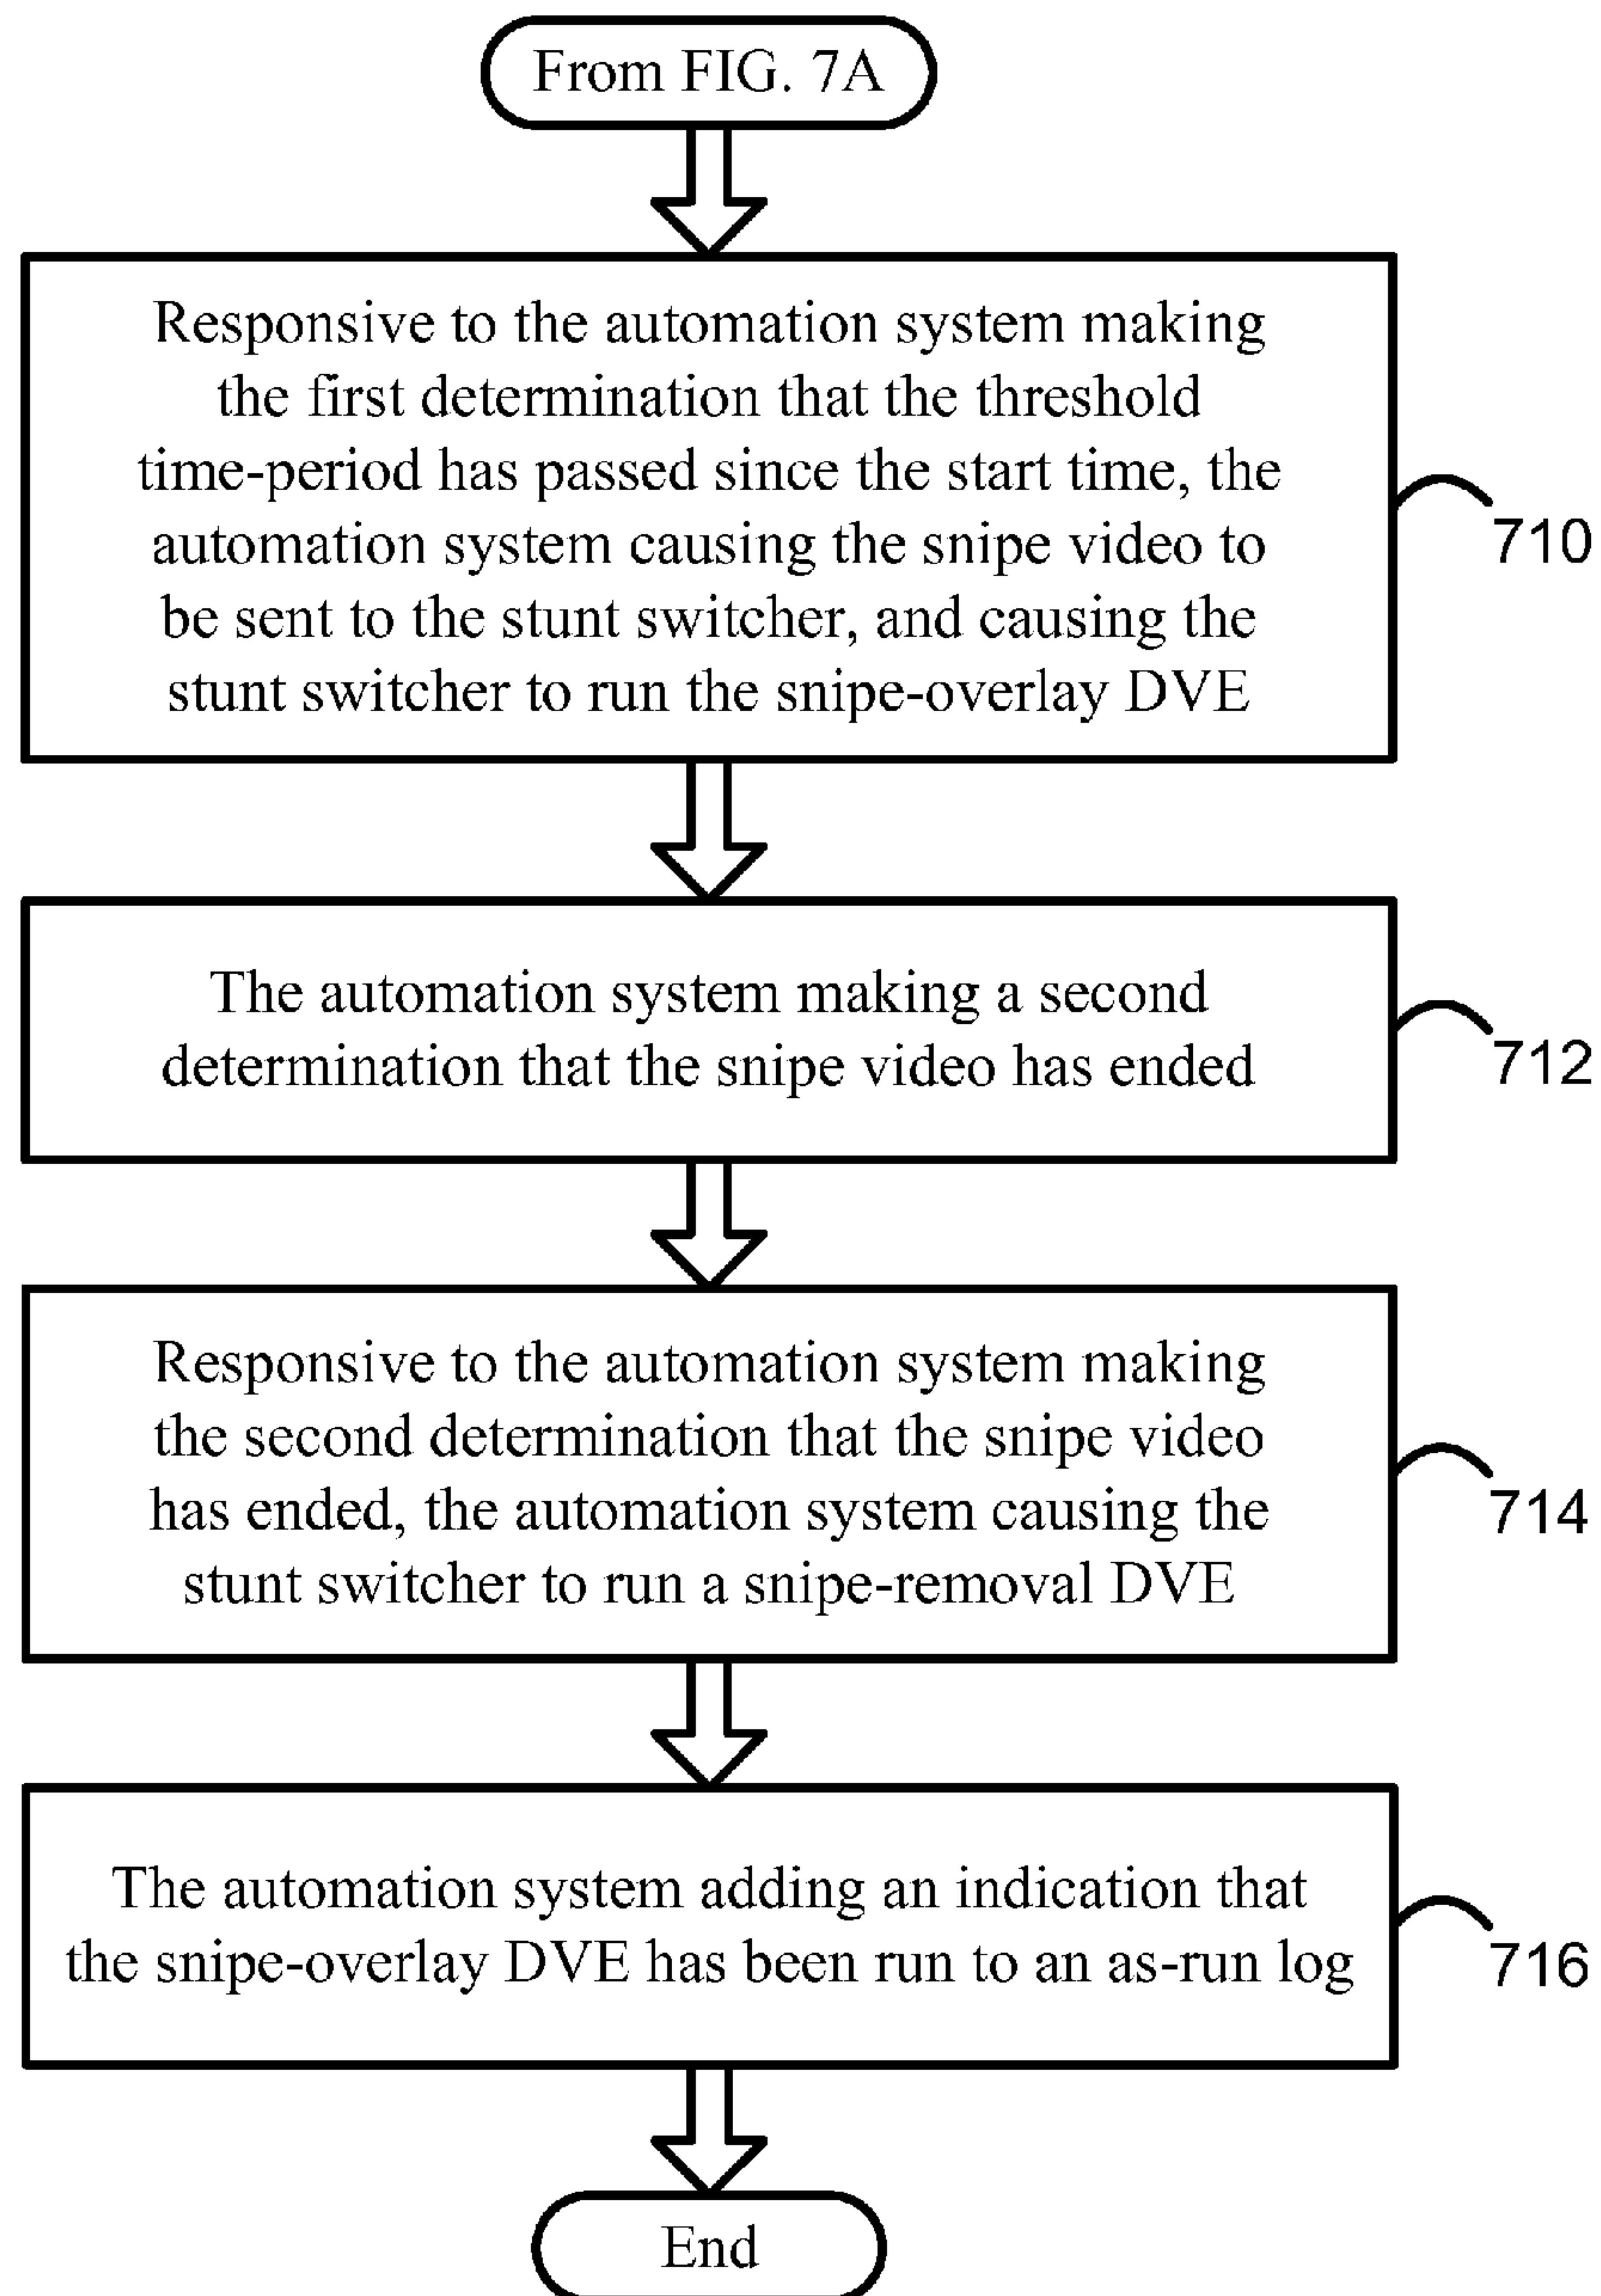 From FIG. 7A
Responsive to the automation system making
the first determination that the threshold
time-period has passed since the start time, the
automation system causing the snipe video to
be sent to the stunt switcher, and causing the
stunt switcher to run the snipe-overlay DVE
710
The automation system making a second
determination that the snipe video has ended
712
Responsive to the automation system making
the second determination that the snipe video
has ended, the automation system causing the
stunt switcher to run a snipe-removal DVE
714
The automation system adding an indication that
the snipe-overlay DVE has been run to an as-run log
716
End